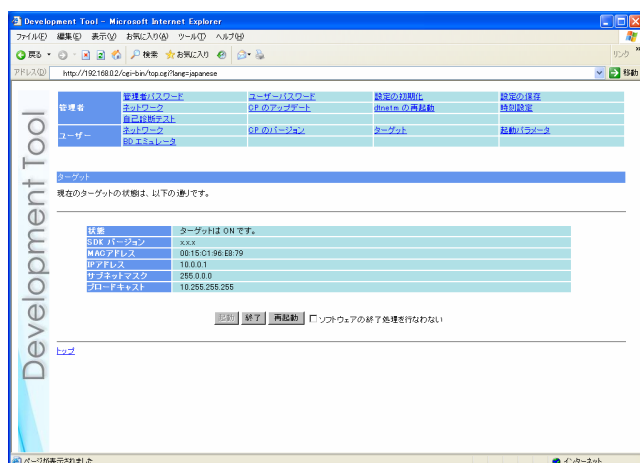 Development Tool - Microsoft Internet Explorer
ファイル(F) 編集(E) 表示(V) お気に入り(A) ツール(T) ヘルプ(H)
戻る 検索 お気に入り リンク
アドレス(D) http://192.168.0.2/cgi-bin/top.cgi?lang=japanese 移動
Development Tool
管理者 管理者パスワード ユーザーパスワード 設定の初期化 設定の保存
ネットワーク CP のアップデート dtnetm の再起動 時刻設定
自己診断テスト
ユーザー ネットワーク CP のバージョン ターゲット 起動パラメータ
BD エミュレータ
ターゲット
現在のターゲットの状態は、以下の通りです。
状態 ターゲットは ON です。
SDK バージョン x.x.x
MACアドレス 00:15:C1:96:E8:79
IPアドレス 10.0.0.1
サブネットマスク 255.0.0.0
ブロードキャスト 10.255.255.255
起動 終了 再起動 ソフトウェアの終了処理を行なわない
トップ
ページが表示されました インターネット